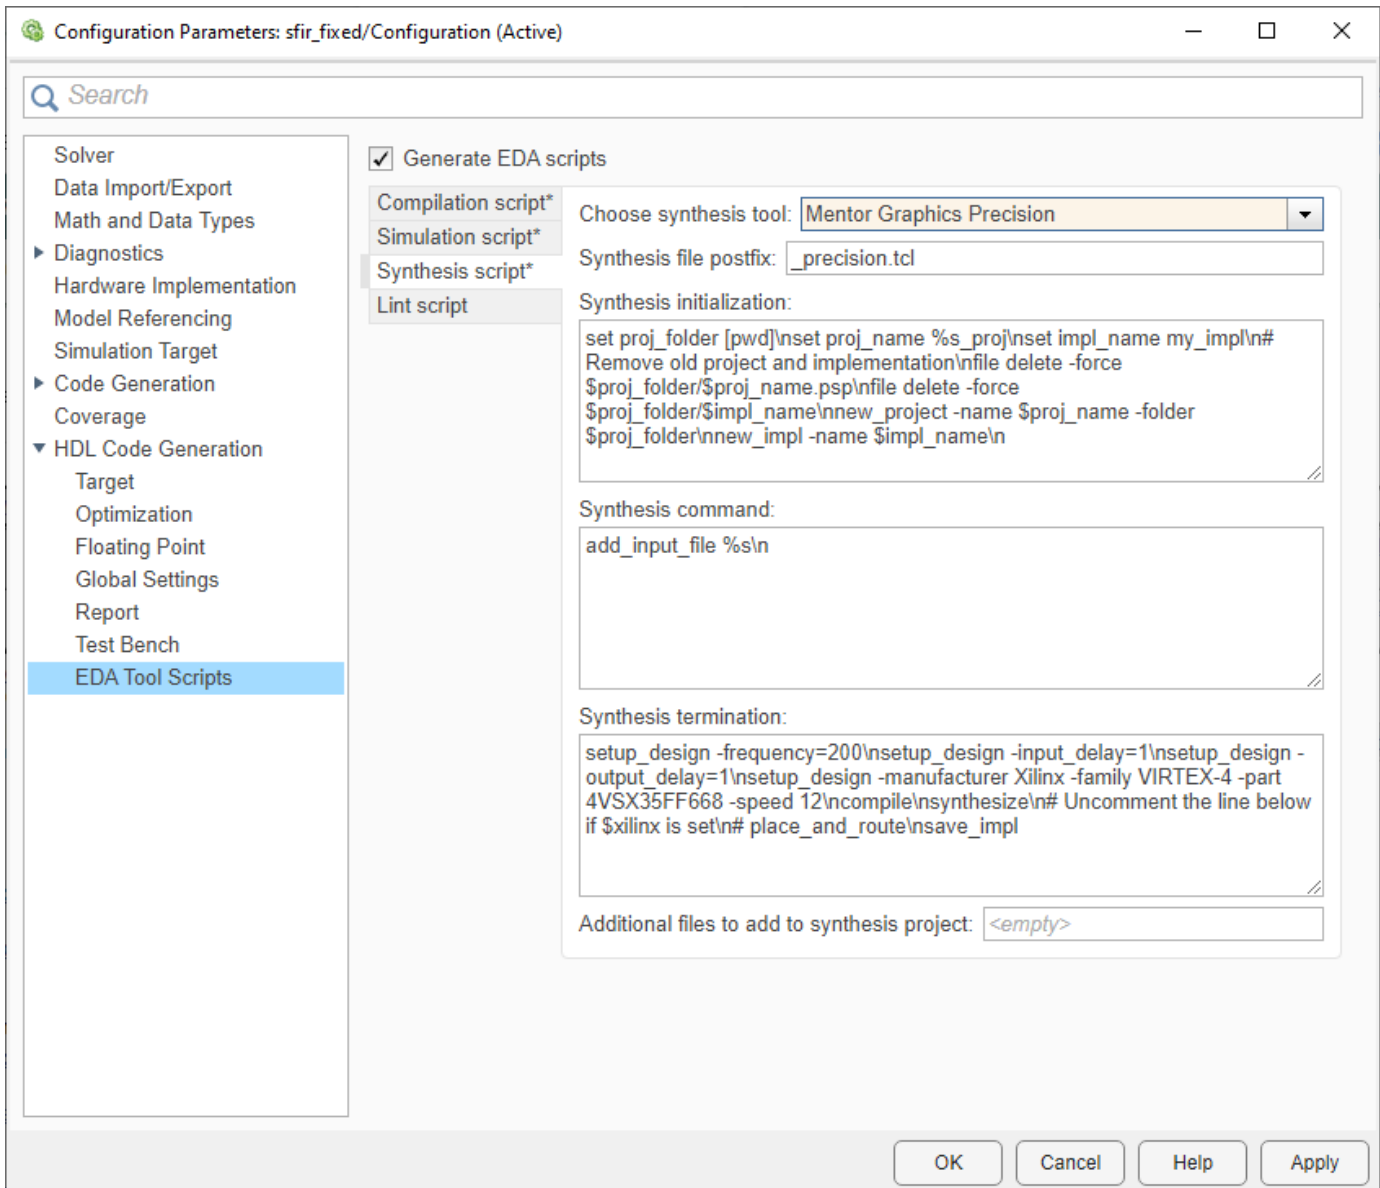 Configuration Parameters: sfir_fixed/Configuration (Active)
Search
Solver
Data Import/Export
Math and Data Types
Diagnostics
Hardware Implementation
Model Referencing
Simulation Target
Code Generation
Coverage
HDL Code Generation
Target
Optimization
Floating Point
Global Settings
Report
Test Bench
EDA Tool Scripts
Generate EDA scripts
Compilation script*
Simulation script*
Synthesis script*
Lint script
Choose synthesis tool: Mentor Graphics Precision
Synthesis file postfix: _precision.tcl
Synthesis initialization:
set proj_folder [pwd]\nset proj_name %s_proj\nset impl_name my_impl\n#
Remove old project and implementation\nfile delete -force
$proj_folder/$proj_name.psp\nfile delete -force
$proj_folder/$impl_name\nnew_project -name $proj_name -folder
$proj_folder\nnew_impl -name $impl_name\n
Synthesis command:
add_input_file %s\n
Synthesis termination:
setup_design -frequency=200\nsetup_design -input_delay=1\nsetup_design -
output_delay=1\nsetup_design -manufacturer Xilinx -family VIRTEX-4 -part
4VSX35FF668 -speed 12\ncompile\nsynthesize\n# Uncomment the line below
if $xilinx is set\n# place_and_route\nsave_impl
Additional files to add to synthesis project: <empty>
OK
Cancel
Help
Apply